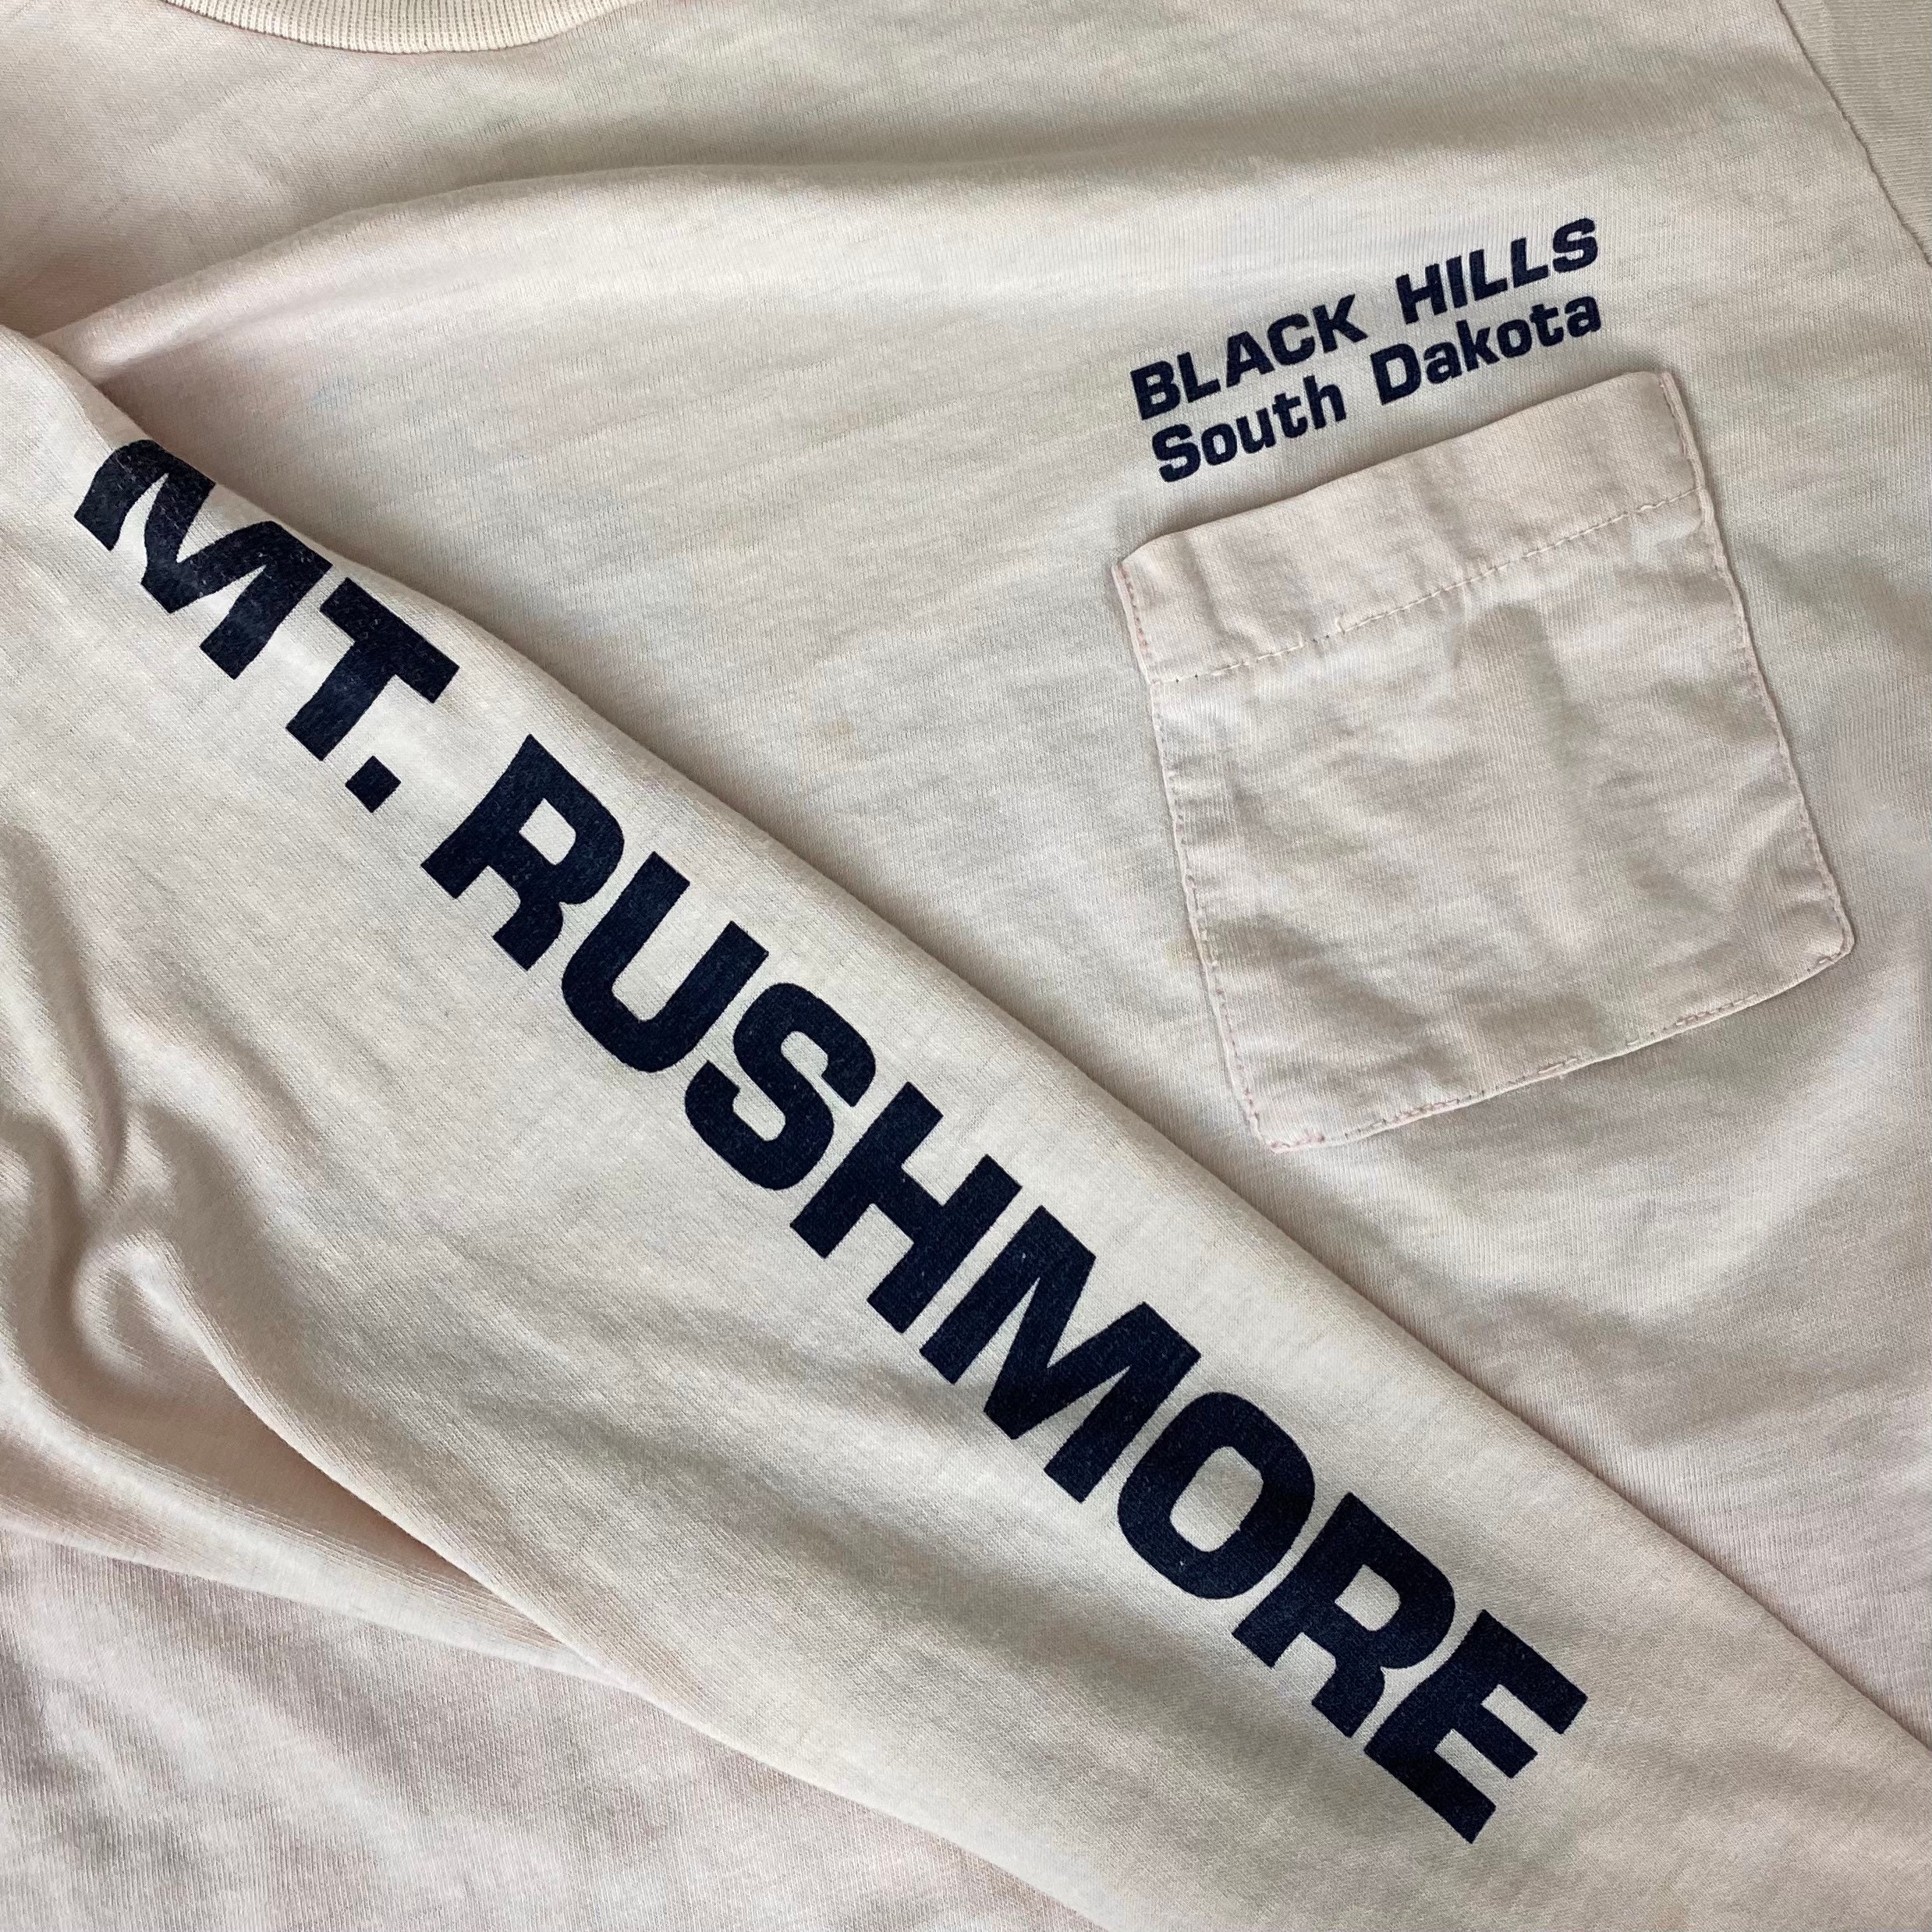 BLACK HILLS
South Dakota
MT. RUSHMORE